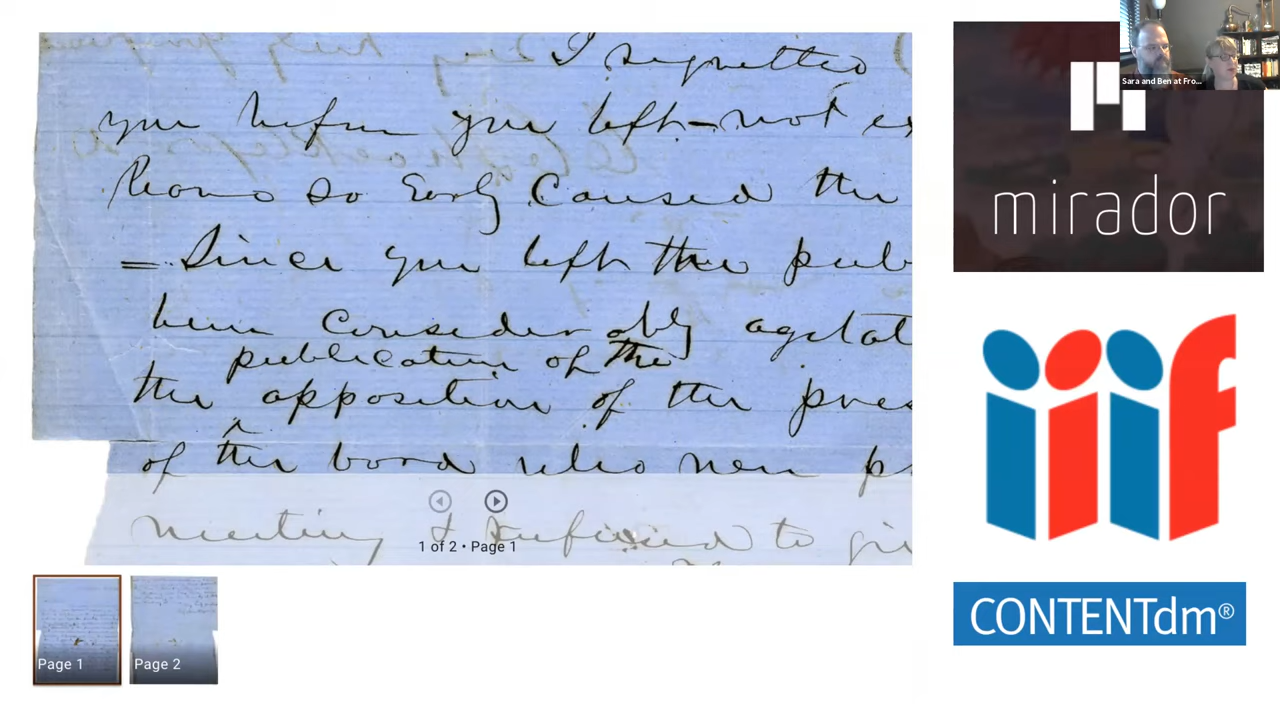 I regretted
you before you left - not ex
home so Early Caused the
= Since you left the pub
been Considerably agitat
publication of the
the opposition of the pres
^
of the board who were p
meeting I refused to gi
1 of 2 • Page 1
Page 1
Page 2
mirador
iiif
CONTENTdm®
Sara and Ben at Fro...